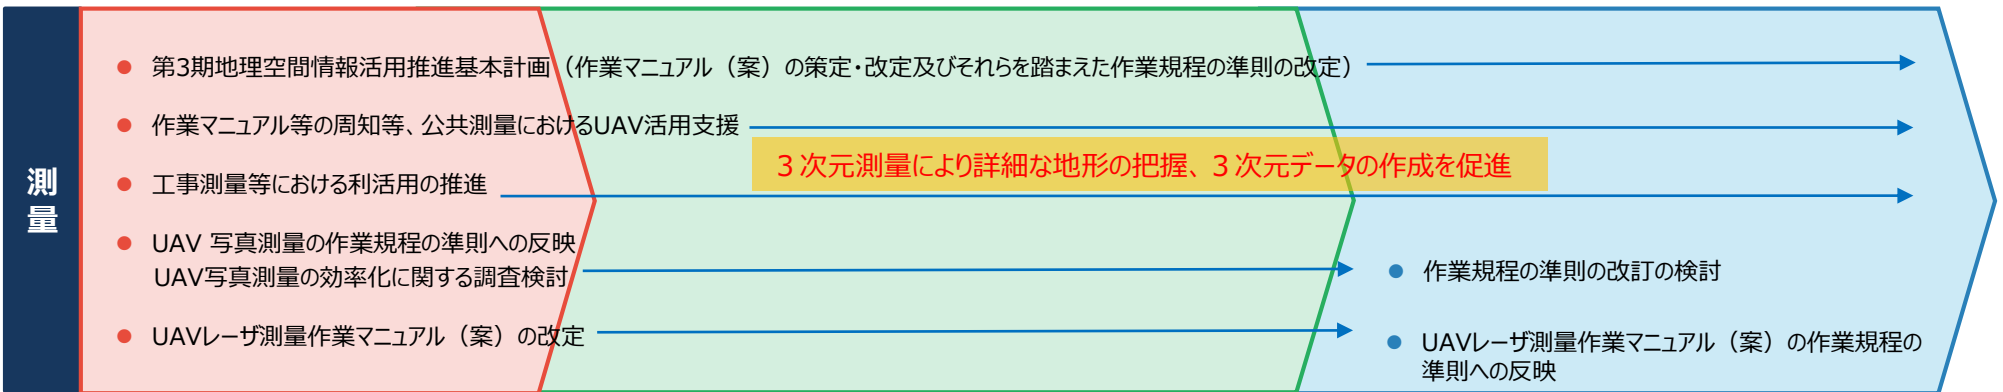 測量
第3期地理空間情報活用推進基本計画（作業マニュアル（案）の策定・改定及びそれらを踏まえた作業規程の準則の改定）
作業マニュアル等の周知等、公共測量におけるUAV活用支援
３次元測量により詳細な地形の把握、３次元データの作成を促進
工事測量等における利活用の推進
UAV 写真測量の作業規程の準則への反映
UAV写真測量の効率化に関する調査検討
作業規程の準則の改訂の検討
UAVレーザ測量作業マニュアル（案）の改定
UAVレーザ測量作業マニュアル（案）の作業規程の
準則への反映